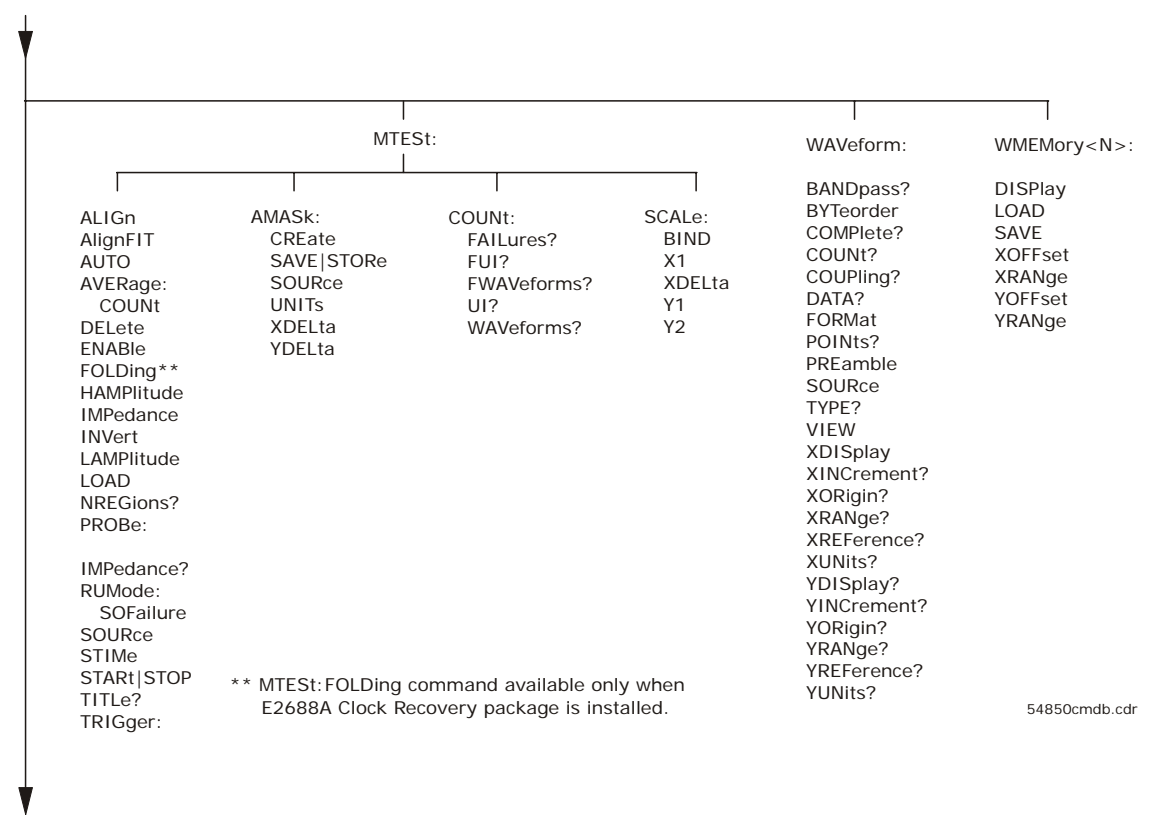 MTESt:
ALIGn
AlignFIT
AUTO
AVERage:
COUNt
DELete
ENABle
FOLDing**
HAMPlitude
IMPedance
INVert
LAMPlitude
LOAD
NREGions?
PROBe:
IMPedance?
RUMode:
SOFailure
SOURce
STIMe
STARt|STOP
TITLe?
TRIGger:
AMASk:
CREate
SAVE|STORe
SOURce
UNITs
XDELta
YDELta
COUNt:
FAILures?
FUI?
FWAVeforms?
UI?
WAVeforms?
SCALe:
BIND
X1
XDELta
Y1
Y2
** MTESt:FOLDing command available only when
E2688A Clock Recovery package is installed.
WAVeform:
BANDpass?
BYTeorder
COMPlete?
COUNt?
COUPling?
DATA?
FORMat
POINts?
PREamble
SOURce
TYPE?
VIEW
XDISplay
XINCrement?
XORigin?
XRANge?
XREFerence?
XUNits?
YDISplay?
YINCrement?
YORigin?
YRANge?
YREFerence?
YUNits?
WMEMory<N>:
DISPlay
LOAD
SAVE
XOFFset
XRANge
YOFFset
YRANge
54850cmdb.cdr